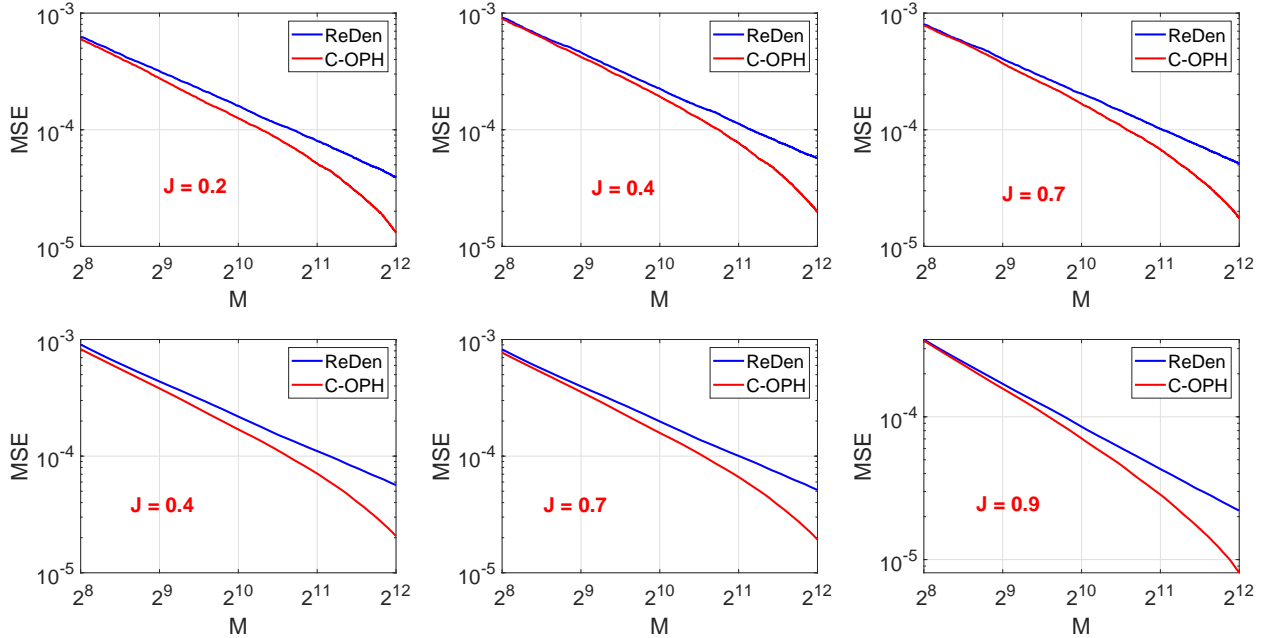 10^-3
ReDen
C-OPH
MSE
10^-4
J = 0.2
10^-5
2^8
2^9
2^10
2^11
2^12
M
10^-3
ReDen
C-OPH
MSE
10^-4
J = 0.4
10^-5
2^8
2^9
2^10
2^11
2^12
M
10^-3
ReDen
C-OPH
MSE
10^-4
J = 0.7
10^-5
2^8
2^9
2^10
2^11
2^12
M
10^-3
ReDen
C-OPH
MSE
10^-4
J = 0.4
10^-5
2^8
2^9
2^10
2^11
2^12
M
10^-3
ReDen
C-OPH
MSE
10^-4
J = 0.7
10^-5
2^8
2^9
2^10
2^11
2^12
M
ReDen
C-OPH
MSE
10^-4
J = 0.9
10^-5
2^8
2^9
2^10
2^11
2^12
M